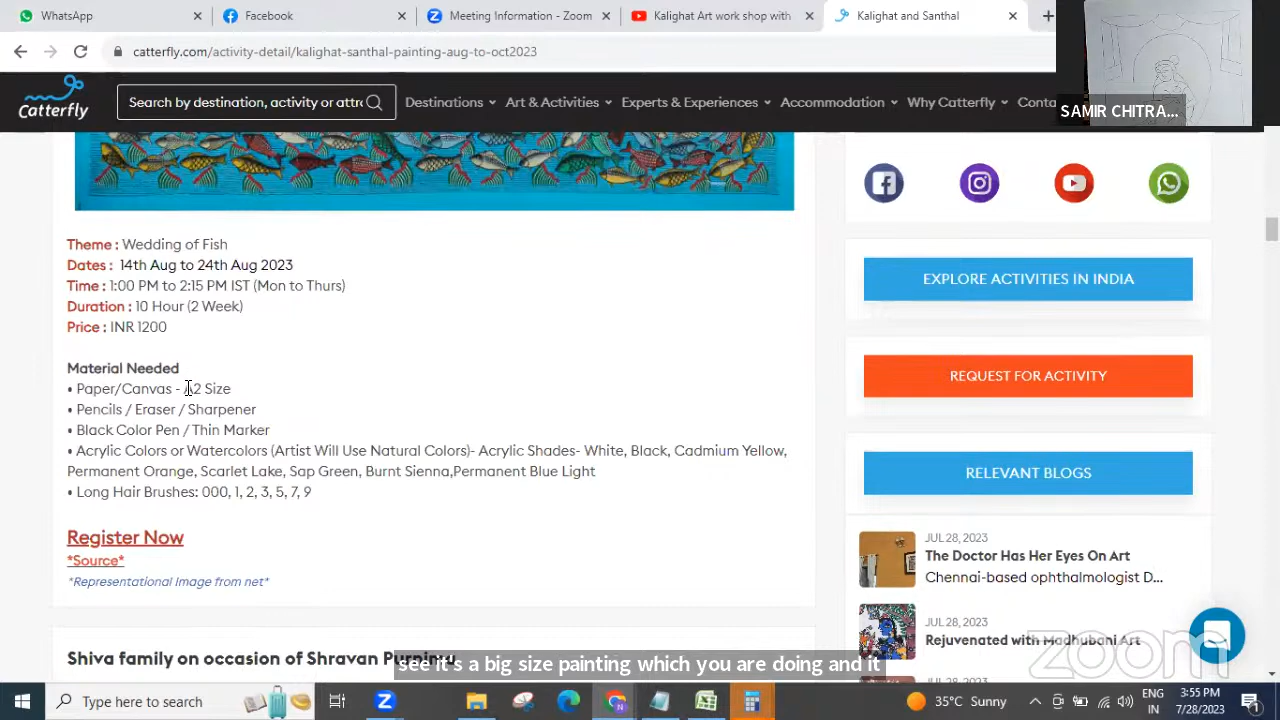 WhatsApp
Facebook
Meeting Information - Zoom
Kalighat Art work shop with
Kalighat and Santhal
catterfly.com/activity-detail/kalighat-santhal-painting-aug-to-oct2023
SAMIR CHITRA...
Catterfly
Search by destination, activity or attra
Destinations
Art & Activities
Experts & Experiences
Accommodation
Why Catterfly
Conta
Theme : Wedding of Fish
Dates : 14th Aug to 24th Aug 2023
Time : 1:00 PM to 2:15 PM IST (Mon to Thurs)
Duration : 10 Hour (2 Week)
Price : INR 1200
Material Needed
• Paper/Canvas - A2 Size
• Pencils / Eraser / Sharpener
• Black Color Pen / Thin Marker
• Acrylic Colors or Watercolors (Artist Will Use Natural Colors)- Acrylic Shades- White, Black, Cadmium Yellow,
Permanent Orange, Scarlet Lake, Sap Green, Burnt Sienna,Permanent Blue Light
• Long Hair Brushes: 000, 1, 2, 3, 5, 7, 9
Register Now
*Source*
*Representational Image from net*
Shiva family on occasion of Shravan Purnima
EXPLORE ACTIVITIES IN INDIA
REQUEST FOR ACTIVITY
RELEVANT BLOGS
JUL 28, 2023
The Doctor Has Her Eyes On Art
Chennai-based ophthalmologist D...
JUL 28, 2023
Rejuvenated with Madhubani Art
JUL 28, 2023
zoom
see it's a big size painting which you are doing and it
Type here to search
35°C Sunny
ENG
IN
3:55 PM
7/28/2023
1